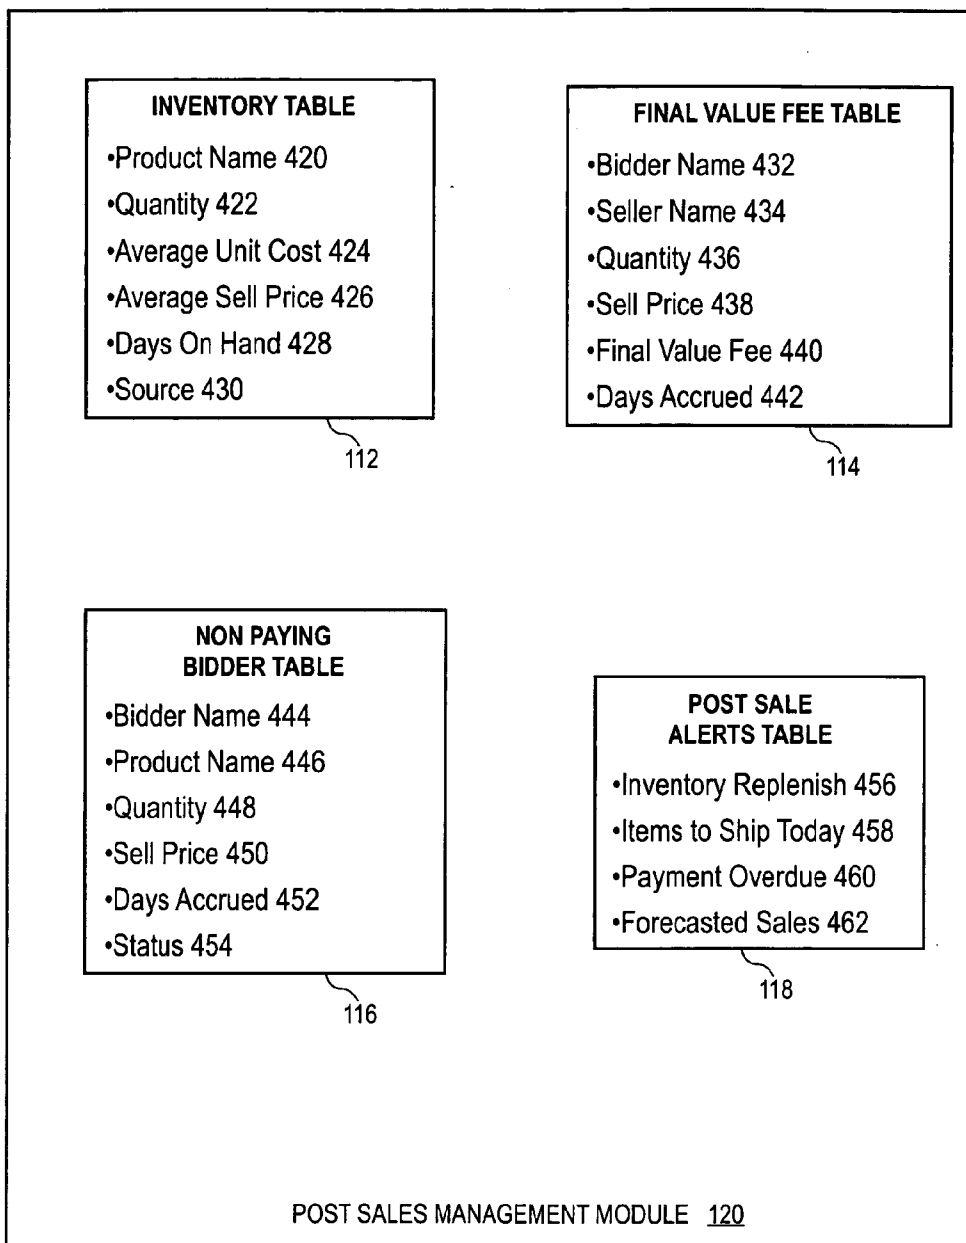 INVENTORY TABLE
•Product Name 420
•Quantity 422
•Average Unit Cost 424
•Average Sell Price 426
•Days On Hand 428
•Source 430
112
FINAL VALUE FEE TABLE
•Bidder Name 432
•Seller Name 434
•Quantity 436
•Sell Price 438
•Final Value Fee 440
•Days Accrued 442
114
NON PAYING
BIDDER TABLE
•Bidder Name 444
•Product Name 446
•Quantity 448
•Sell Price 450
•Days Accrued 452
•Status 454
116
POST SALE
ALERTS TABLE
•Inventory Replenish 456
•Items to Ship Today 458
•Payment Overdue 460
•Forecasted Sales 462
118
POST SALES MANAGEMENT MODULE 120